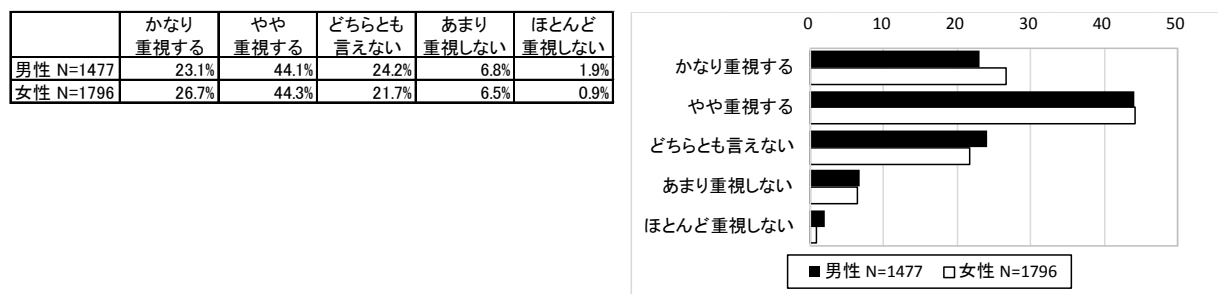 かなり やや どちらとも あまり ほとんど
重視する 重視する 言えない 重視しない 重視しない
男性 N=1477 23.1% 44.1% 24.2% 6.8% 1.9%
女性 N=1796 26.7% 44.3% 21.7% 6.5% 0.9%
0 10 20 30 40 50
かなり重視する
やや重視する
どちらとも言えない
あまり重視しない
ほとんど重視しない
男性 N=1477 女性 N=1796